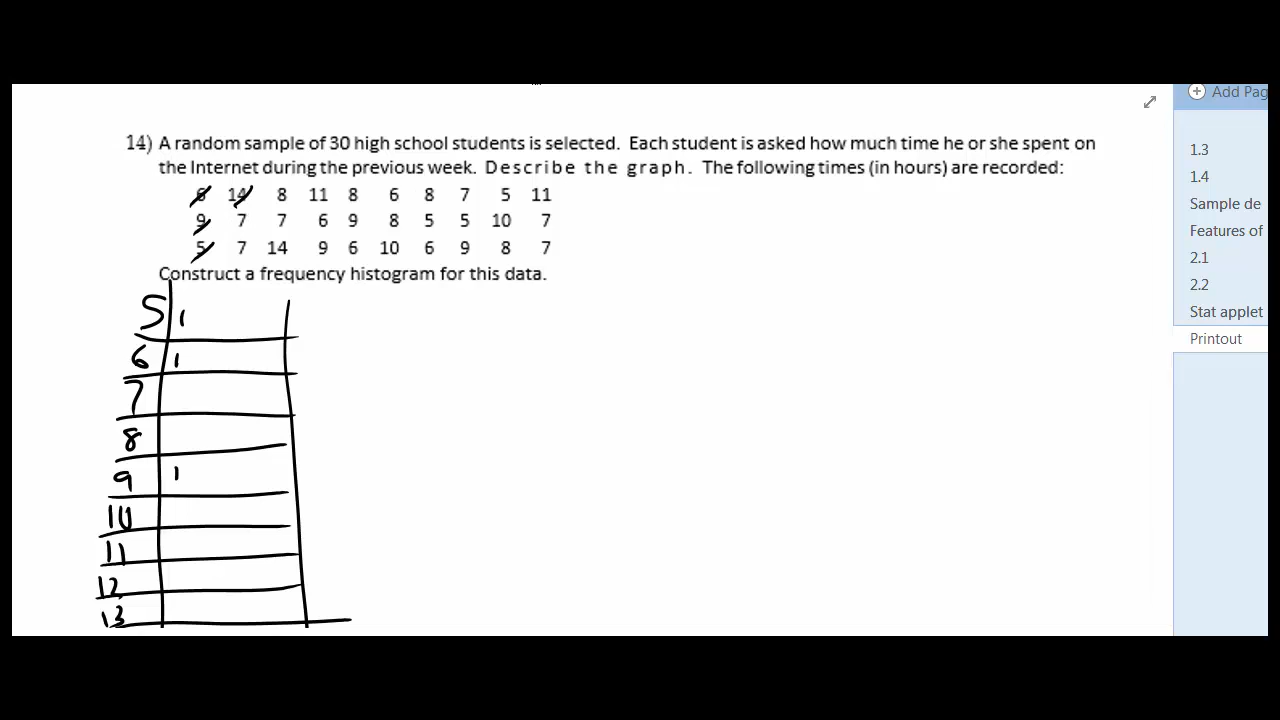 14) A random sample of 30 high school students is selected. Each student is asked how much time he or she spent on
the Internet during the previous week. Describe the graph. The following times (in hours) are recorded:
6 14 8 11 8 6 8 7 5 11
9 7 7 6 9 8 5 5 10 7
5 7 14 9 6 10 6 9 8 7
Construct a frequency histogram for this data.
5 1
6 1
7
8
9 1
10
11
12
13
Add Pag
1.3
1.4
Sample de
Features of
2.1
2.2
Stat applet
Printout